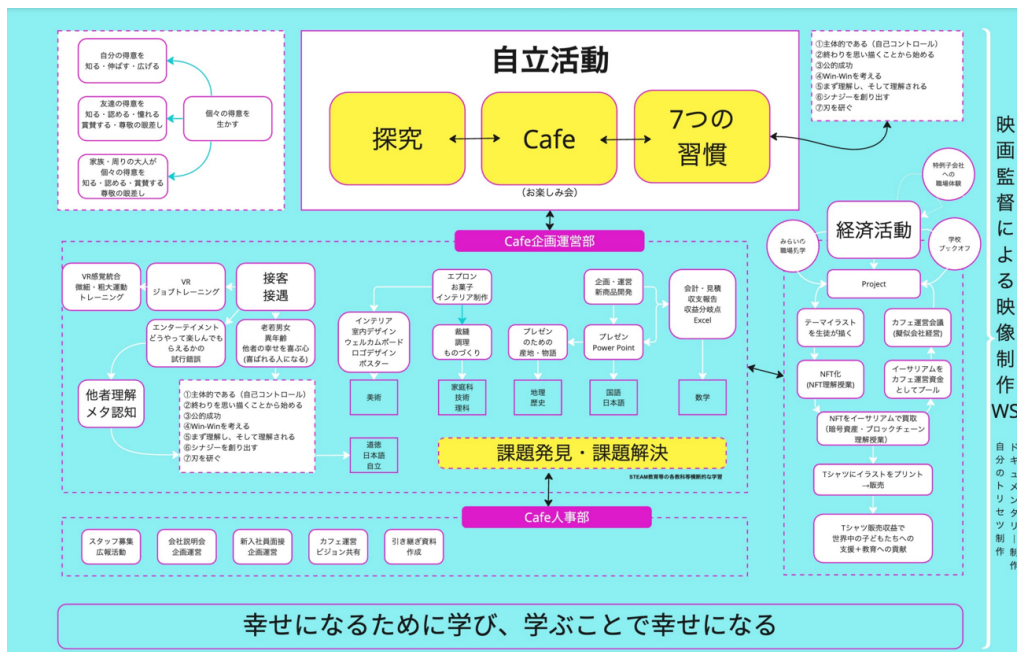 自分の得意を
知る・伸ばす・広げる
友達の得意を
知る・認める・憧れる
賞賛する・尊敬の眼差し
家族・周りの大人が
個々の得意を
知る・認める・賞賛する
尊敬の眼差し
個々の得意を
生かす
自立活動
探究
Cafe
7つの
習慣
(お楽しみ会)
①主体的である（自己コントロール）
②終わりを思い描くことから始める
③公的成功
④Win-Winを考える
⑤まず理解し、そして理解される
⑥シナジーを創り出す
⑦刃を研ぐ
Cafe企画運営部
VR感覚統合
微細・粗大運動
トレーニング
VR
ジョブトレーニング
接客
接遇
エンターテイメント
どうやって楽しんでも
らえるかの
試行錯誤
老若男女
異年齢
他者の幸せを喜ぶ心
(喜ばれる人になる)
他者理解
メタ認知
①主体的である（自己コントロール）
②終わりを思い描くことから始める
③公的成功
④Win-Winを考える
⑤まず理解し、そして理解される
⑥シナジーを創り出す
⑦刃を研ぐ
道徳
日本語
自立
エプロン
お菓子
インテリア制作
インテリア
室内デザイン
ウェルカムボード
ロゴデザイン
ポスター
美術
裁縫
調理
ものづくり
家庭科
技術
理科
企画・運営
新商品開発
プレゼン
のための
産地・物語
地理
歴史
プレゼン
Power Point
国語
日本語
会計・見積
収支報告
収益分岐点
Excel
数学
課題発見・課題解決
STEAM教育等の各教科等横断的な学習
Cafe人事部
スタッフ募集
広報活動
会社説明会
企画運営
新入社員面接
企画運営
カフェ運営
ビジョン共有
引き継ぎ資料
作成
特例子会社
への
職場体験
経済活動
みらいの
職場見学
学校
ブックオフ
Project
テーマイラスト
を生徒が描く
カフェ運営会議
(擬似会社経営)
NFT化
(NFT理解授業)
イーサリアムを
カフェ運営資金
としてプール
NFTをイーサリアムで買取
(暗号資産・ブロックチェーン
理解授業)
Tシャツにイラストをプリント
→販売
Tシャツ販売収益で
世界中の子どもたちへの
支援＋教育への貢献
映画監督による映像制作WS
ドキュメンタリー制作
自分のトリセツ制作
幸せになるために学び、学ぶことで幸せになる